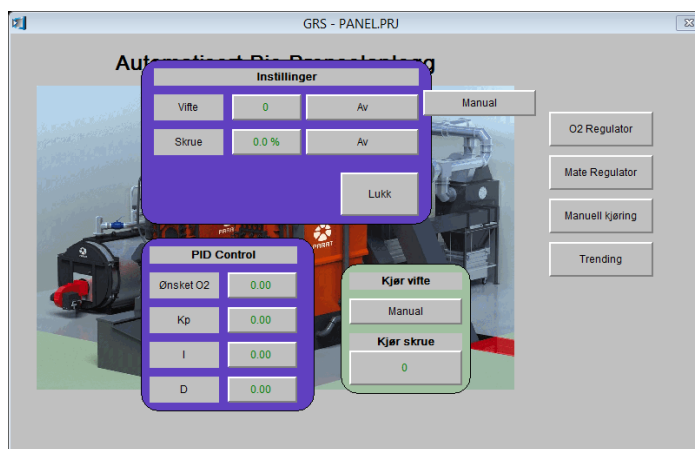 GRS - PANEL.PRJ
Instillinger
Vifte 0 Av Manual
Skrue 0.0 % Av
Lukk
O2 Regulator
Mate Regulator
Manuell kjøring
Trending
PARAT
PARAT
PID Control
Ønsket O2 0.00
Kp 0.00
I 0.00
D 0.00
Kjør vifte
Manual
Kjør skrue
0